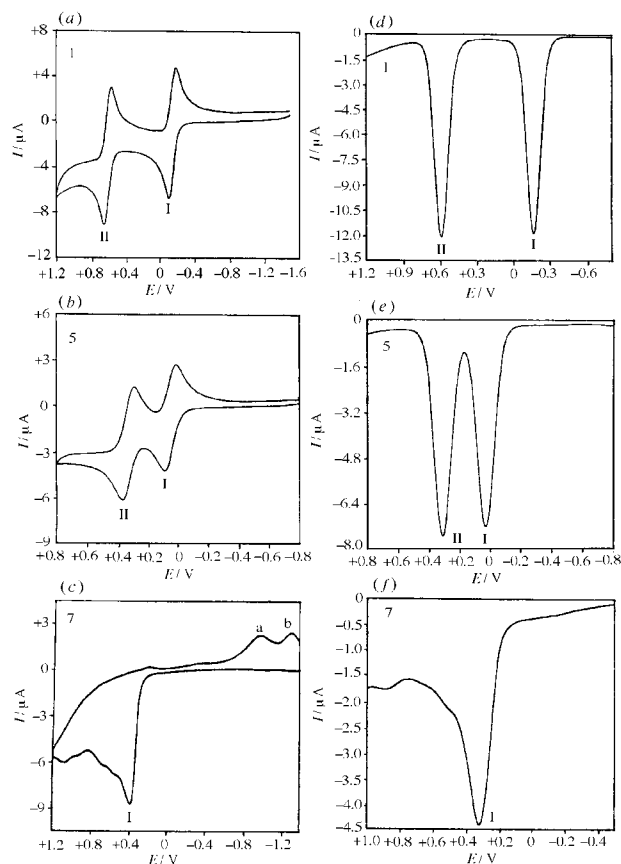 (a)
+8
+4
0
-4
-8
-12
I / µA
1
II
I
+1.2 +0.8 +0.4 0 -0.4 -0.8 -1.2 -1.6
E / V
(d)
0
-1.5
-3.0
-4.5
-6.0
-7.5
-9.0
-10.5
-12.0
-13.5
I / µA
1
II
I
+1.2 +0.9 +0.6 0 -0.3 -0.6
E / V
(b)
+6
+3
0
-3
-6
-9
I / µA
5
II
I
+0.8 +0.4 +0.2 0 -0.2 -0.4 -0.8
E / V
(e)
0
-1.6
-3.2
-4.8
-6.4
-8.0
I / µA
5
II
I
+0.8 +0.6 +0.4 +0.2 0 -0.2 -0.4 -0.6 -0.8
E / V
(c)
+3
0
-3
-6
-9
I / µA
7
a
b
I
+1.2 +0.8 +0.4 0 -0.4 -0.8 -1.2
E / V
(f)
0
-0.5
-1.0
-1.5
-2.0
-2.5
-3.0
-3.5
-4.0
-4.5
I / µA
7
I
+1.0 +0.8 +0.6 +0.4 +0.2 0 -0.2 -0.4
E / V